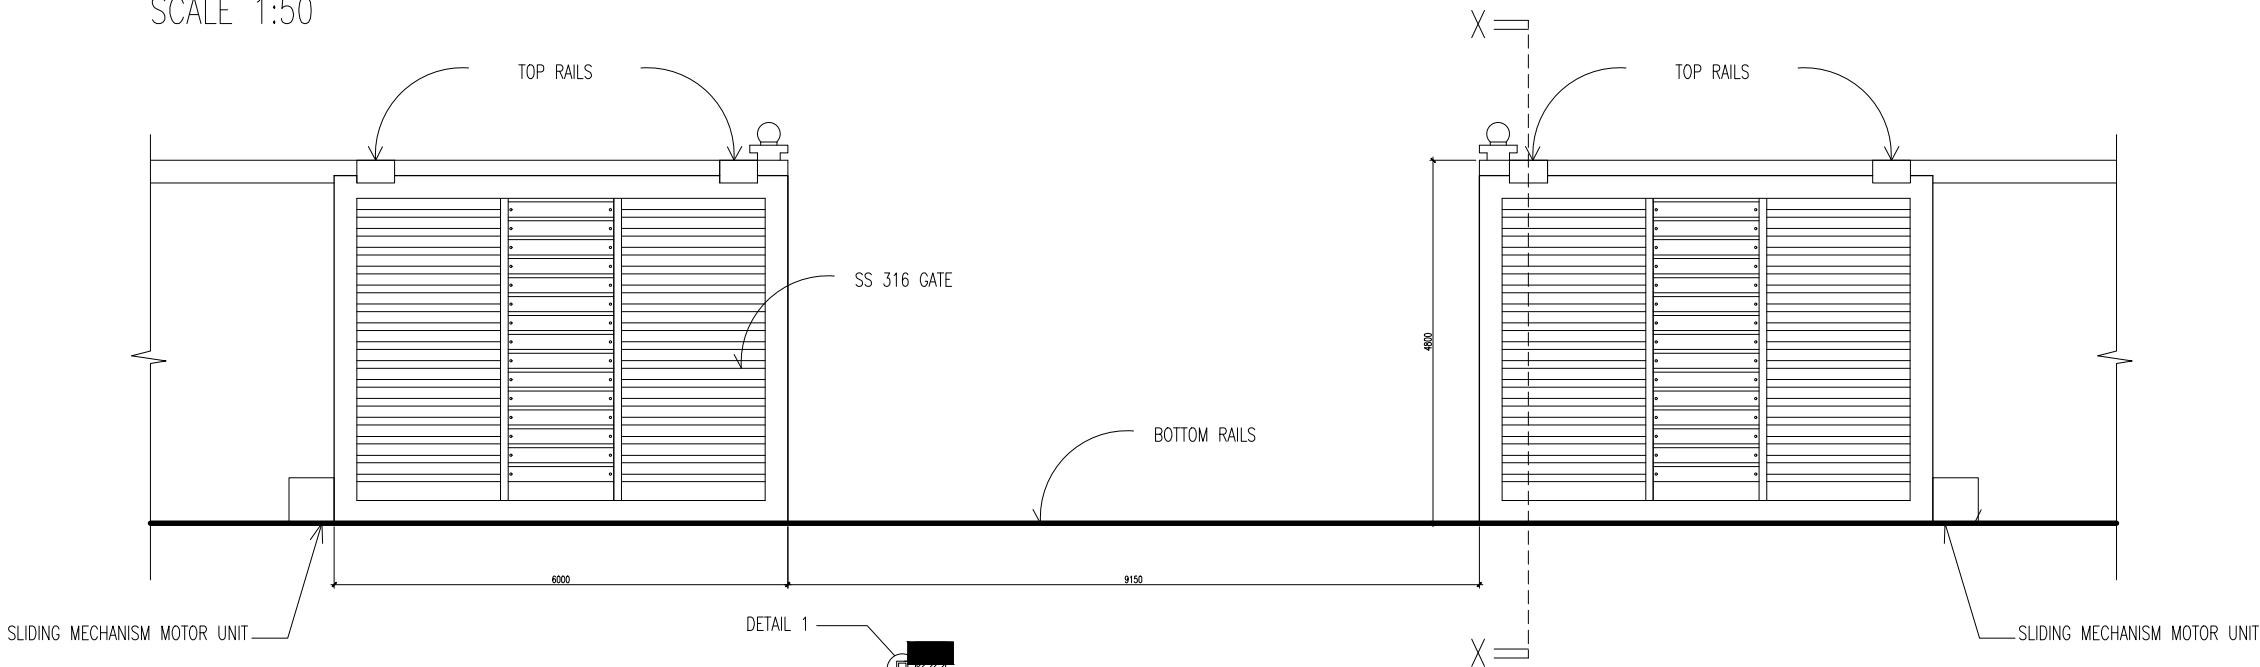 SCALE 1:50
X
TOP RAILS
TOP RAILS
SS 316 GATE
4800
BOTTOM RAILS
6000
9150
DETAIL 1
SLIDING MECHANISM MOTOR UNIT
SLIDING MECHANISM MOTOR UNIT
X